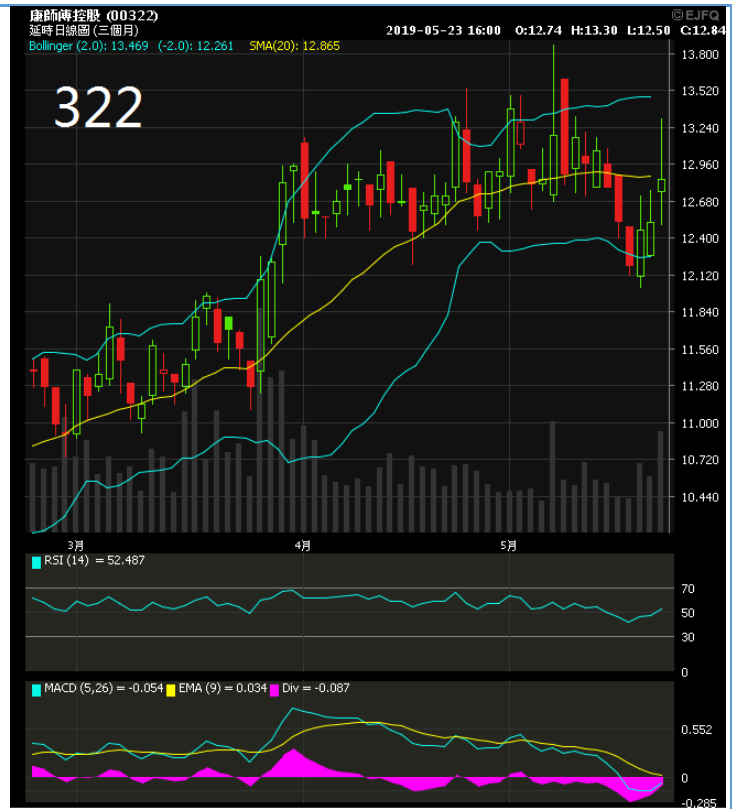 康師傅控股 (00322)
©EJFQ
延時日線圖 (三個月)
2019-05-23 16:00 O:12.74 H:13.30 L:12.50 C:12.84
Bollinger (2.0): 13.469 (-2.0): 12.261 SMA(20): 12.865
322
13.800
13.520
13.240
12.960
12.680
12.400
12.120
11.840
11.560
11.280
11.000
10.720
10.440
3月 4月 5月
RSI (14) = 52.487
70
50
30
0
MACD (5,26) = -0.054 EMA (9) = 0.034 Div = -0.087
0.552
0
-0.285